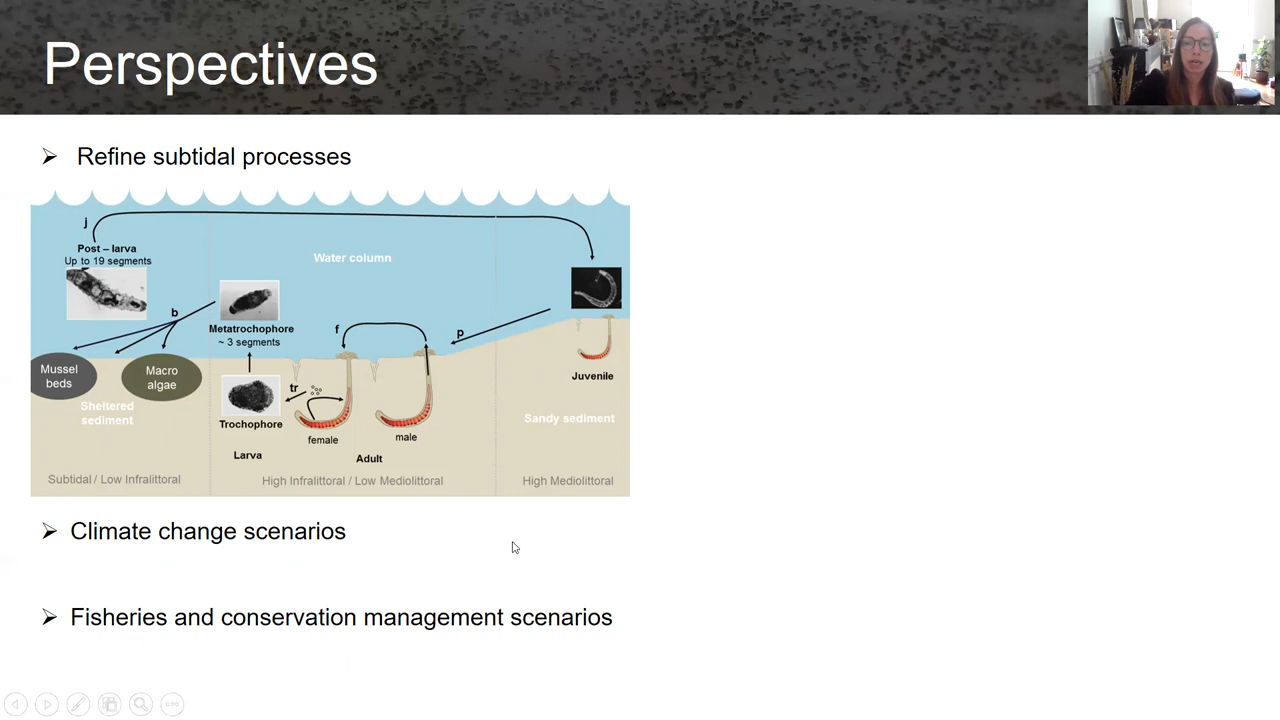 Perspectives
➢ Refine subtidal processes
j
Post – larva
Up to 19 segments
Water column
b
Metatrochophore
~ 3 segments
f
p
Mussel
beds
Macro
algae
Sheltered
sediment
tr
Trochophore
female
male
Juvenile
Sandy sediment
Larva
Adult
Subtidal / Low Infralittoral
High Infralittoral / Low Mediolittoral
High Mediolittoral
➢ Climate change scenarios
➢ Fisheries and conservation management scenarios